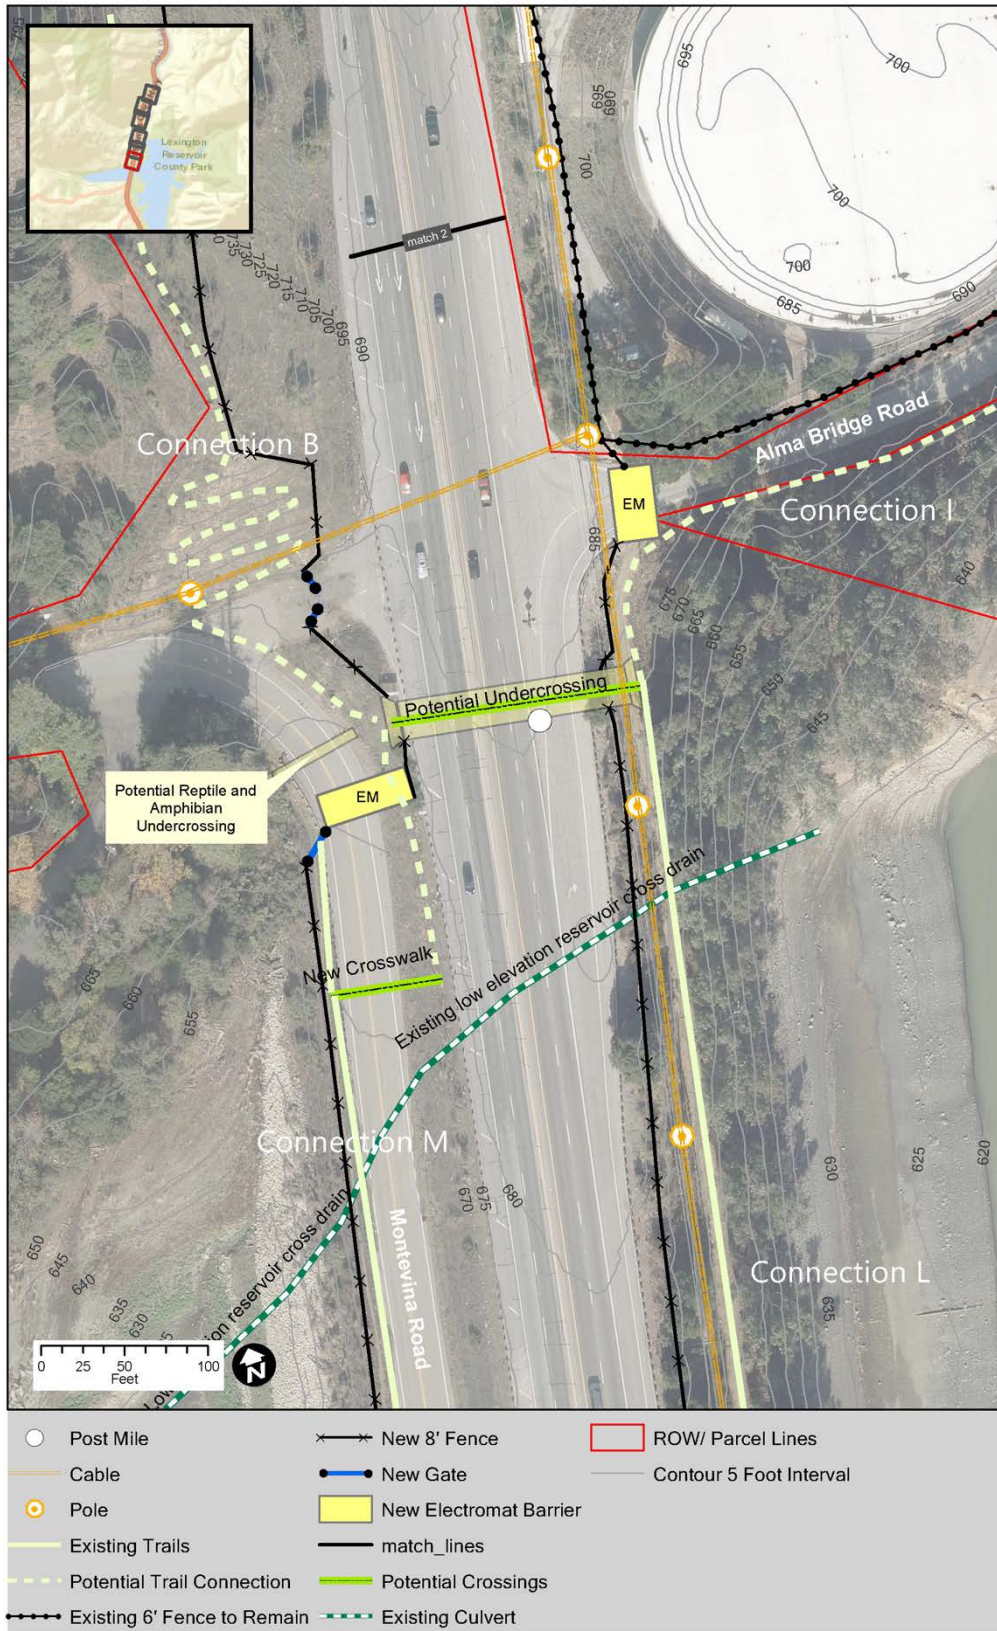 Lexington
Reservoir
County Park
795
735
730
725
720
715
710
705
700
695
690
match 2
695
700
690
695
700
700
700
685
690
Connection B
Alma Bridge Road
EM
Connection I
685
640
675
670
665
660
655
650
645
Potential Undercrossing
Potential Reptile and
Amphibian
Undercrossing
EM
New Crosswalk
Existing low elevation reservoir cross drain
665
660
655
Connection M
670
675
680
630
625
620
Montevina Road
650
645
640
635
630
Connection L
635
reservoir cross drain
0 25 50 100
Feet
N
Post Mile
Cable
Pole
Existing Trails
Potential Trail Connection
Existing 6' Fence to Remain
New 8' Fence
New Gate
New Electromat Barrier
match_lines
Potential Crossings
Existing Culvert
ROW/ Parcel Lines
Contour 5 Foot Interval